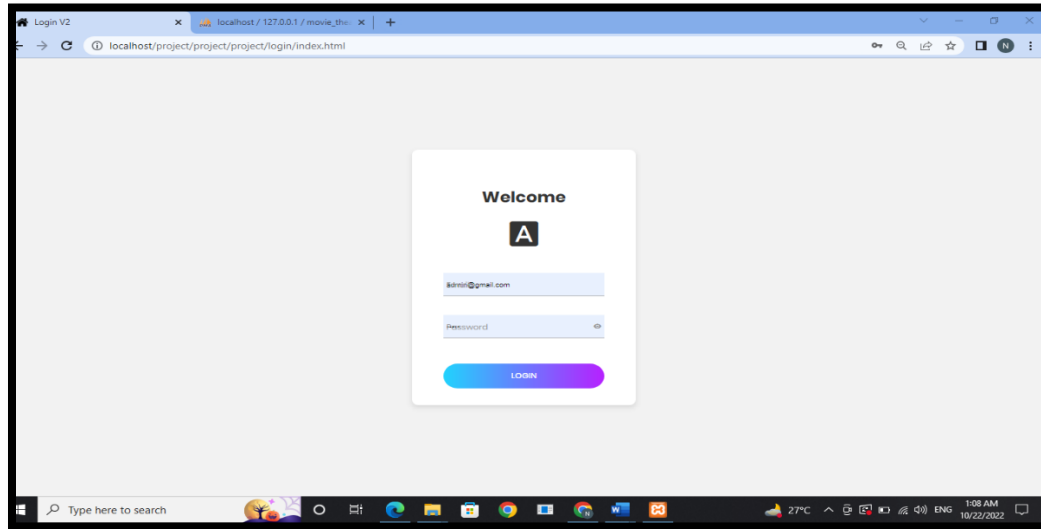 Login V2
localhost / 127.0.0.1 / movie_the
localhost/project/project/project/login/index.html
N
Welcome
A
admin@gmail.com
Password
LOGIN
Type here to search
27°C
ENG
1:08 AM
10/22/2022